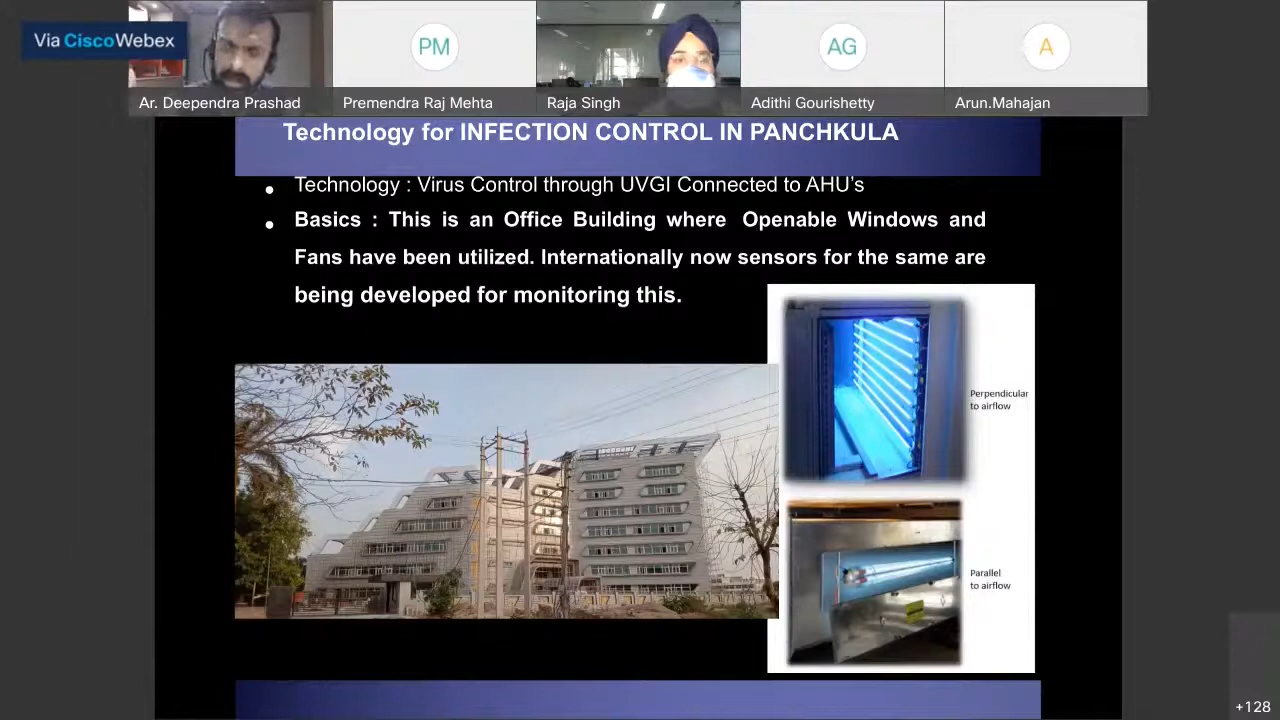 Via CiscoWebex
PM
AG
A
Ar. Deependra Prashad
Premendra Raj Mehta
Raja Singh
Adithi Gourishetty
Arun.Mahajan
Technology for INFECTION CONTROL IN PANCHKULA
• Technology : Virus Control through UVGI Connected to AHU’s
• Basics : This is an Office Building where Openable Windows and
Fans have been utilized. Internationally now sensors for the same are
being developed for monitoring this.
Perpendicular
to airflow
Parallel
to airflow
+128